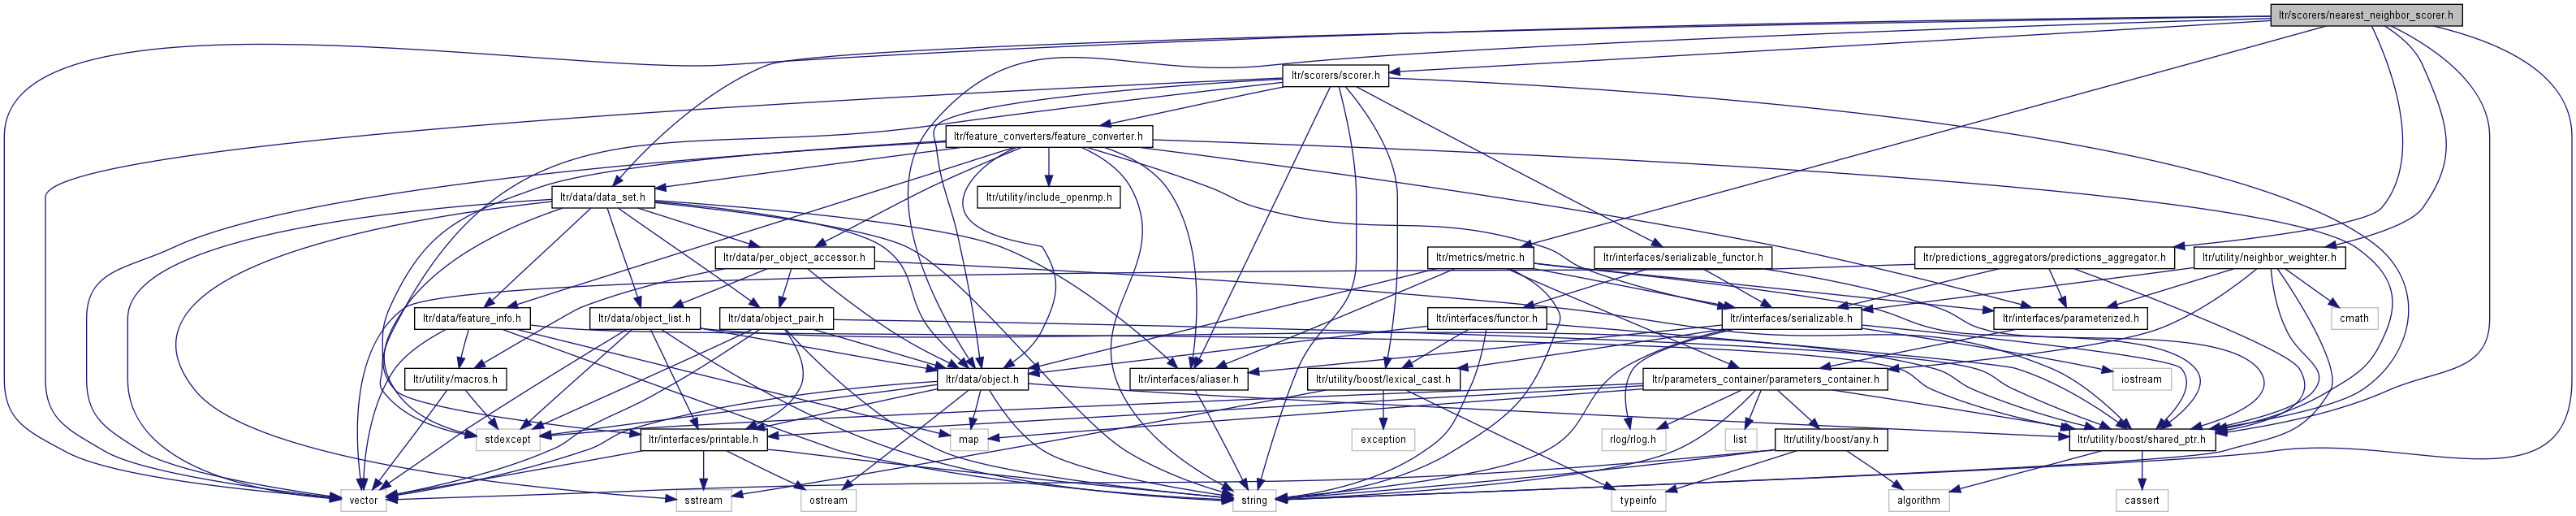 ltr/scorers/nearest_neighbor_scorer.h
ltr/scorers/scorer.h
ltr/feature_converters/feature_converter.h
ltr/data/data_set.h
ltr/utility/include_openmp.h
ltr/data/per_object_accessor.h
ltr/metrics/metric.h
ltr/interfaces/serializable_functor.h
ltr/predictions_aggregators/predictions_aggregator.h
ltr/utility/neighbor_weighter.h
ltr/data/feature_info.h
ltr/data/object_list.h
ltr/data/object_pair.h
ltr/interfaces/functor.h
ltr/interfaces/serializable.h
ltr/interfaces/parameterized.h
cmath
ltr/utility/macros.h
ltr/data/object.h
ltr/interfaces/aliaser.h
ltr/utility/boost/lexical_cast.h
ltr/parameters_container/parameters_container.h
iostream
stdexcept
ltr/interfaces/printable.h
map
exception
rlog/rlog.h
list
ltr/utility/boost/any.h
ltr/utility/boost/shared_ptr.h
vector
sstream
ostream
string
typeinfo
algorithm
cassert